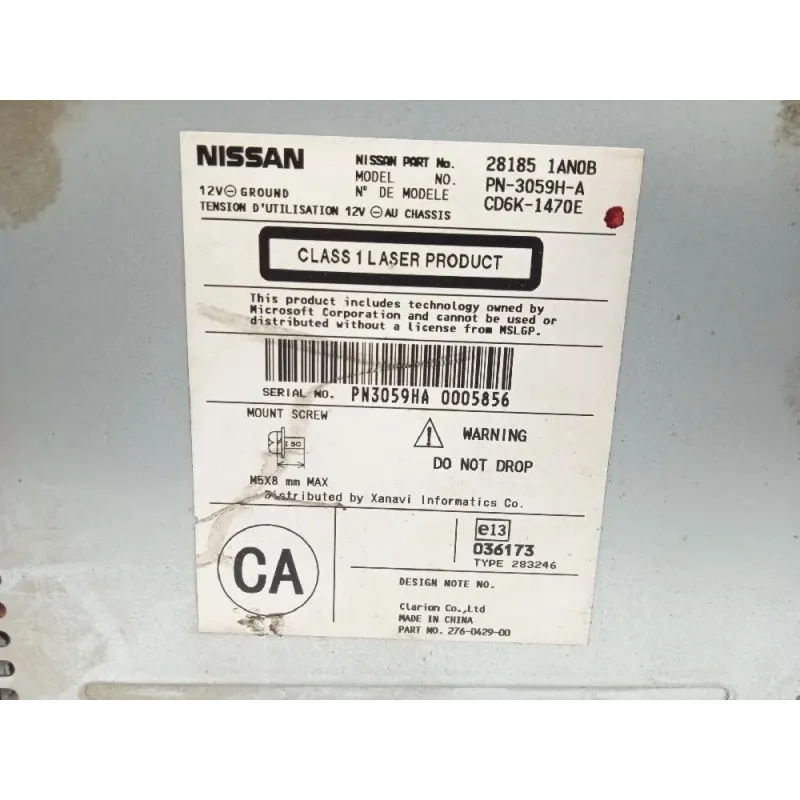 NISSAN NISSAN PART No. 28185 1AN0B
MODEL NO. PN-3059H-A
12V⊖GROUND N° DE MODELE CD6K-1470E
TENSION D'UTILISATION 12V ⊖AU CHASSIS
CLASS 1 LASER PRODUCT
This product includes technology owned by
Microsoft Corporation and cannot be used or
distributed without a license from MSLGP.
SERIAL NO. PN3059HA 0005856
MOUNT SCREW
WARNING
ISO
DO NOT DROP
M5X8 mm MAX
Distributed by Xanavi Informatics Co.
e13
036173
TYPE 283246
CA
DESIGN NOTE NO.
Clarion Co.,Ltd
MADE IN CHINA
PART NO. 276-0429-00